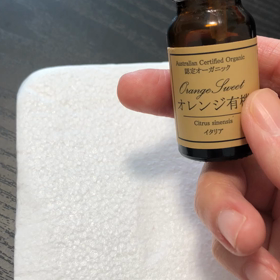 Australian Certified Organic
認定オーガニック
Orange Sweet
オレンジ有機
Citrus sinensis
イタリア